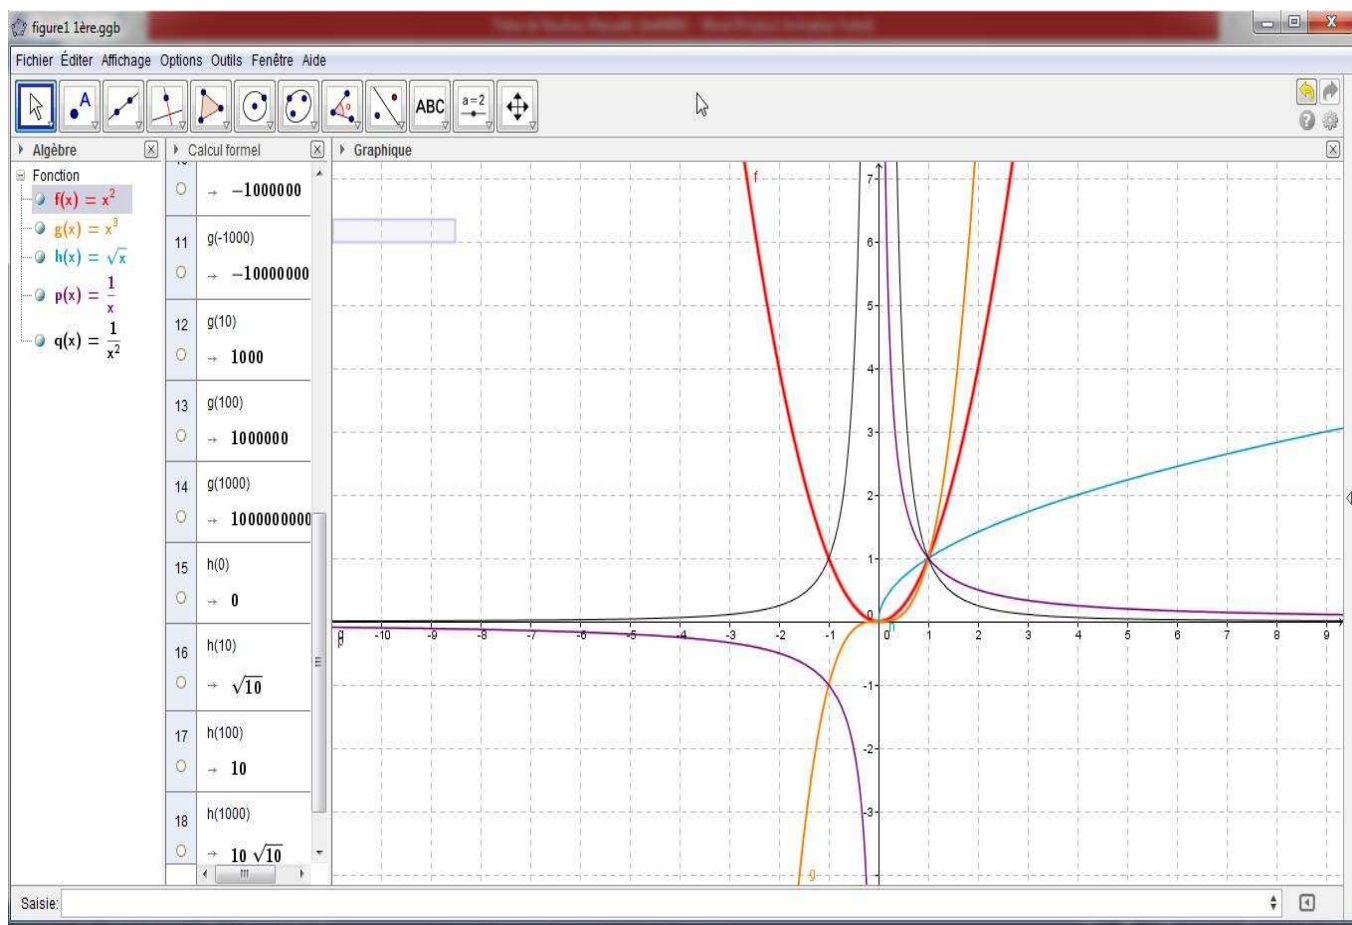 figure1 1ère.ggb
Fichier Éditer Affichage Options Outils Fenêtre Aide
A
ABC
a=2
Algèbre
Calcul formel
Graphique
Fonction
f(x) = x²
g(x) = x³
h(x) = √x
p(x) = 1/x
q(x) = 1/x²
→ −1000000
11 g(-1000)
→ −10000000
12 g(10)
→ 1000
13 g(100)
→ 1000000
14 g(1000)
→ 1000000000
15 h(0)
→ 0
16 h(10)
→ √10
17 h(100)
→ 10
18 h(1000)
→ 10 √10
f
7
6
5
4
3
2
1
0
-1
-2
-3
-10 -9 -8 -7 -6 -5 -4 -3 -2 -1 0 1 2 3 4 5 6 7 8 9
q
p
h
g
Saisie: